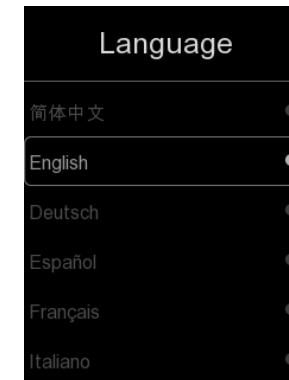 Language
简体中文
English
Deutsch
Español
Français
Italiano